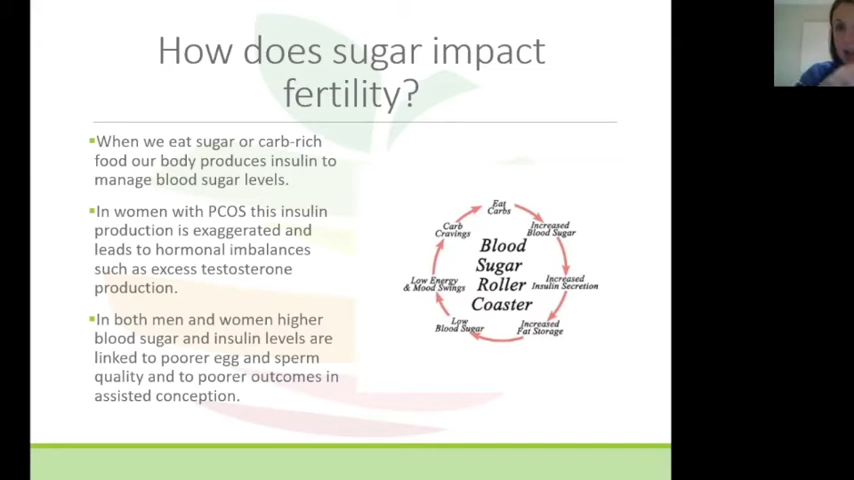 How does sugar impact
fertility?
▪When we eat sugar or carb-rich
food our body produces insulin to
manage blood sugar levels.
▪In women with PCOS this insulin
production is exaggerated and
leads to hormonal imbalances
such as excess testosterone
production.
▪In both men and women higher
blood sugar and insulin levels are
linked to poorer egg and sperm
quality and to poorer outcomes in
assisted conception.
Blood
Sugar
Roller
Coaster
Eat
Carbs
Increased
Blood Sugar
Increased
Insulin Secretion
Increased
Fat Storage
Low
Blood Sugar
Low Energy
& Mood Swings
Carb
Cravings